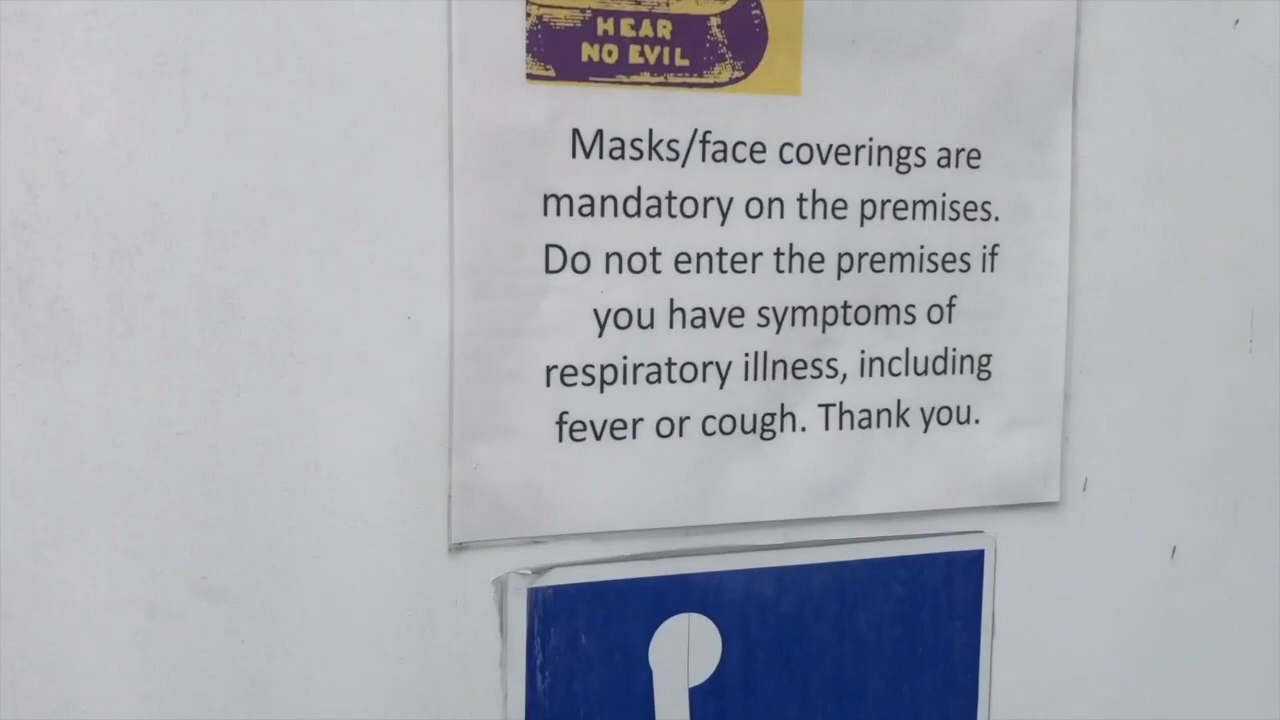 HEAR
NO EVIL
Masks/face coverings are
mandatory on the premises.
Do not enter the premises if
you have symptoms of
respiratory illness, including
fever or cough. Thank you.